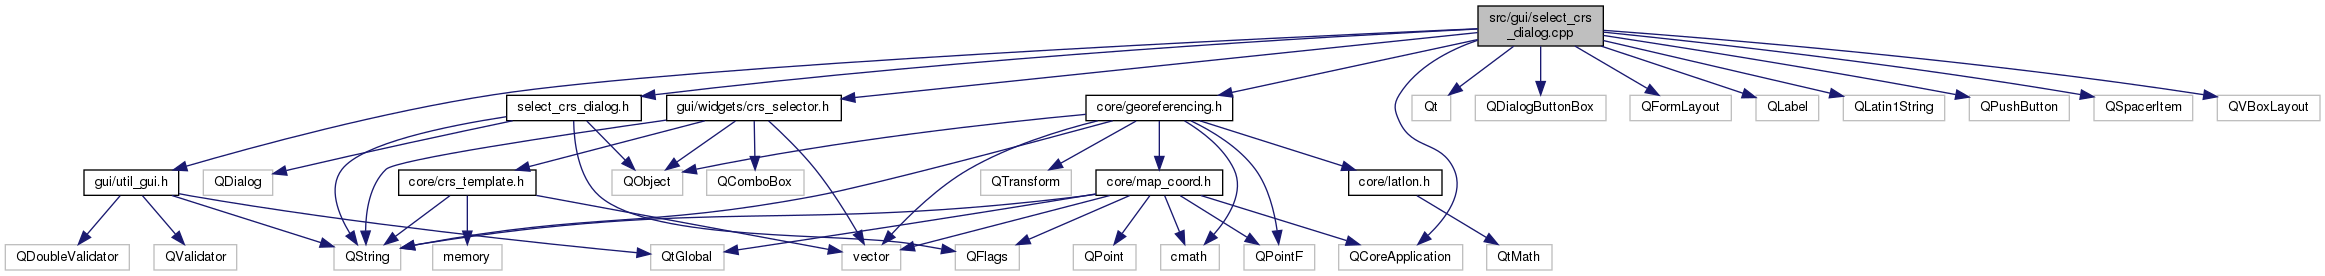 src/gui/select_crs
_dialog.cpp
select_crs_dialog.h
gui/widgets/crs_selector.h
core/georeferencing.h
Qt
QDialogButtonBox
QFormLayout
QLabel
QLatin1String
QPushButton
QSpacerItem
QVBoxLayout
gui/util_gui.h
QDialog
core/crs_template.h
QObject
QComboBox
QTransform
core/map_coord.h
core/latlon.h
QDoubleValidator
QValidator
QString
memory
QtGlobal
vector
QFlags
QPoint
cmath
QPointF
QCoreApplication
QtMath